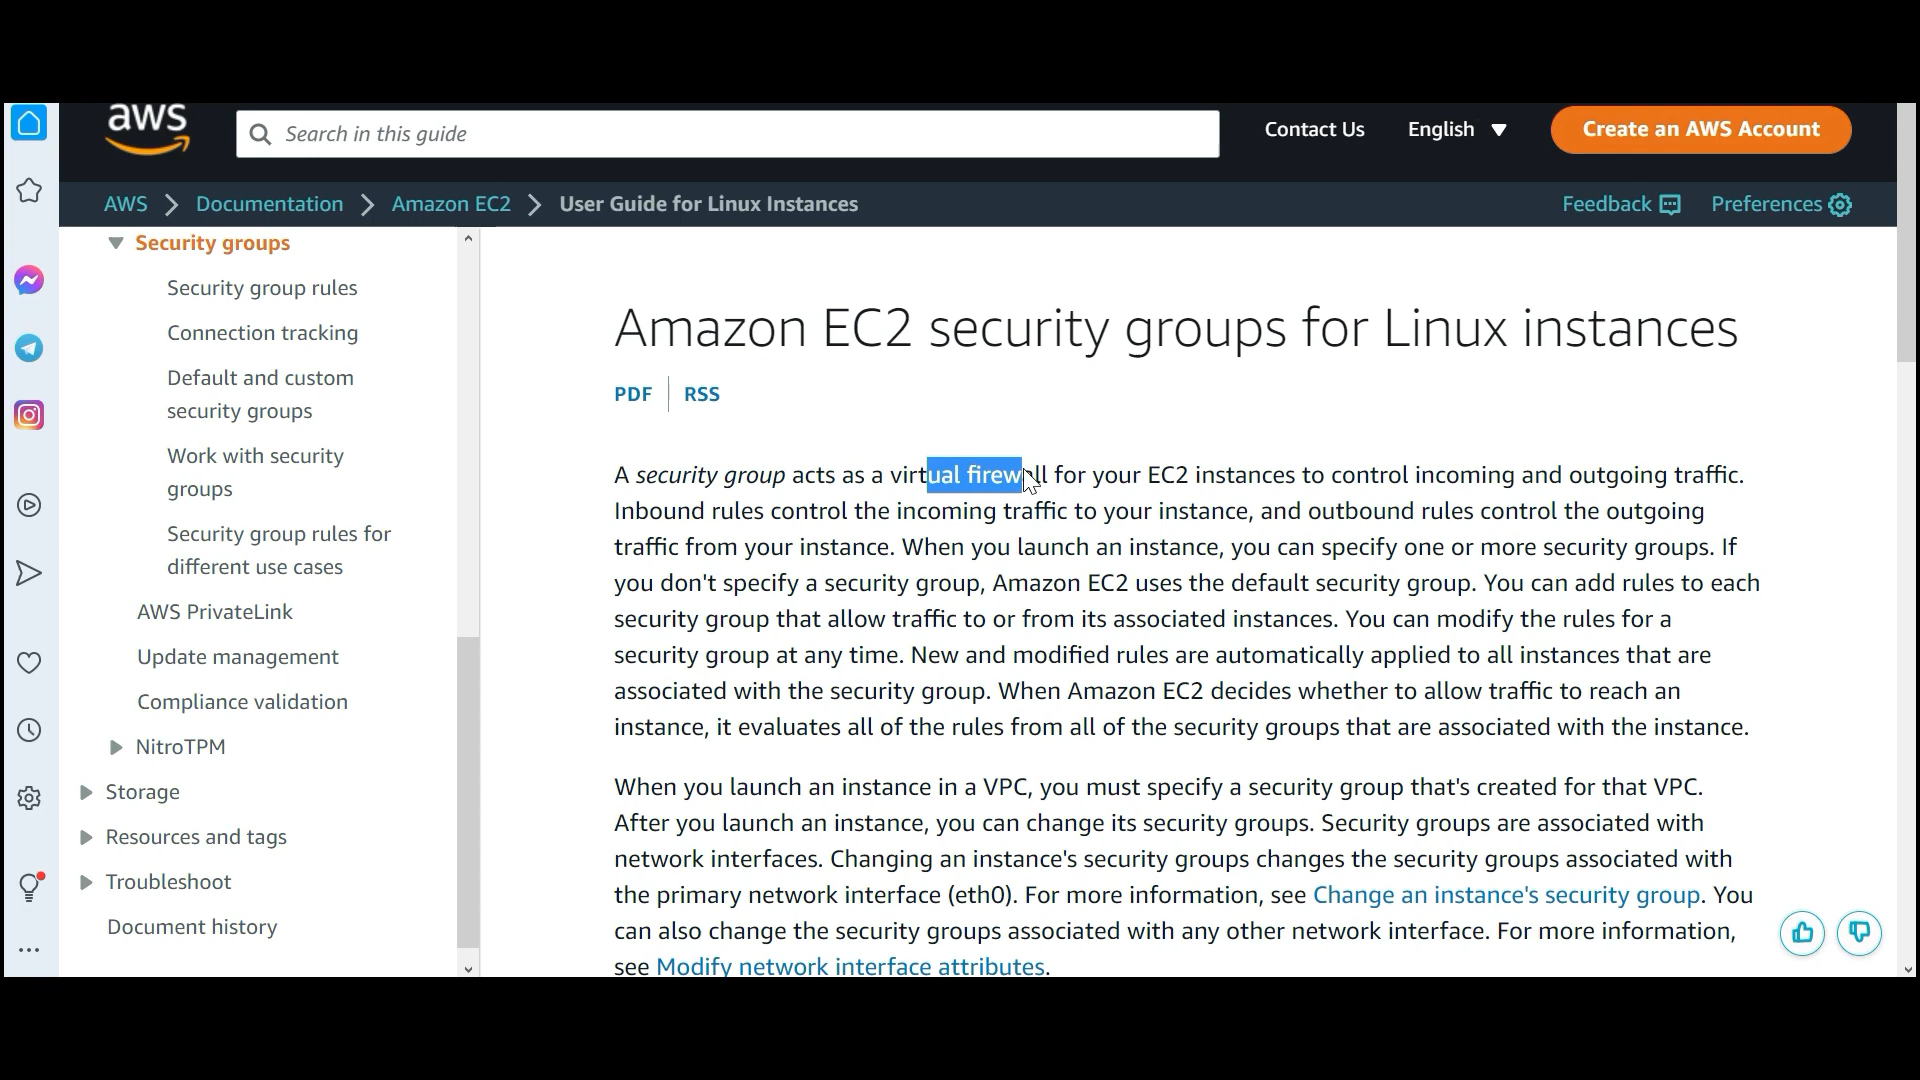 aws
Search in this guide
Contact Us
English
Create an AWS Account
AWS
Documentation
Amazon EC2
User Guide for Linux Instances
Feedback
Preferences
Security groups
Security group rules
Connection tracking
Default and custom
security groups
Work with security
groups
Security group rules for
different use cases
AWS PrivateLink
Update management
Compliance validation
NitroTPM
Storage
Resources and tags
Troubleshoot
Document history
Amazon EC2 security groups for Linux instances
PDF
RSS
A security group acts as a virtual firewall for your EC2 instances to control incoming and outgoing traffic.
Inbound rules control the incoming traffic to your instance, and outbound rules control the outgoing
traffic from your instance. When you launch an instance, you can specify one or more security groups. If
you don't specify a security group, Amazon EC2 uses the default security group. You can add rules to each
security group that allow traffic to or from its associated instances. You can modify the rules for a
security group at any time. New and modified rules are automatically applied to all instances that are
associated with the security group. When Amazon EC2 decides whether to allow traffic to reach an
instance, it evaluates all of the rules from all of the security groups that are associated with the instance.
When you launch an instance in a VPC, you must specify a security group that's created for that VPC.
After you launch an instance, you can change its security groups. Security groups are associated with
network interfaces. Changing an instance's security groups changes the security groups associated with
the primary network interface (eth0). For more information, see Change an instance's security group. You
can also change the security groups associated with any other network interface. For more information,
see Modify network interface attributes.